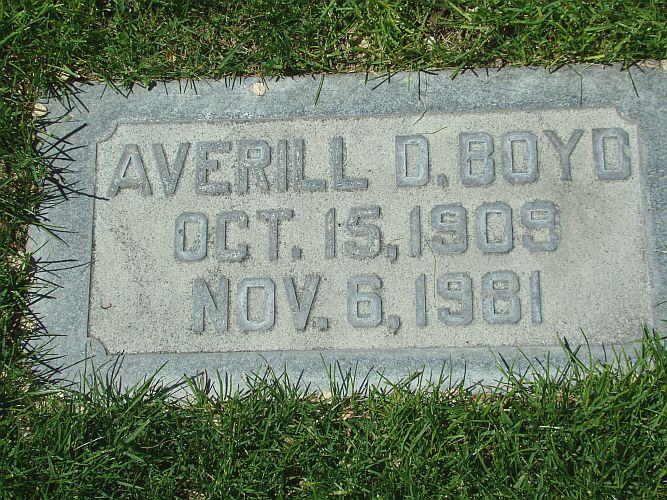 AVERILL D. BOYD
OCT. 15, 1909
NOV. 6, 1981